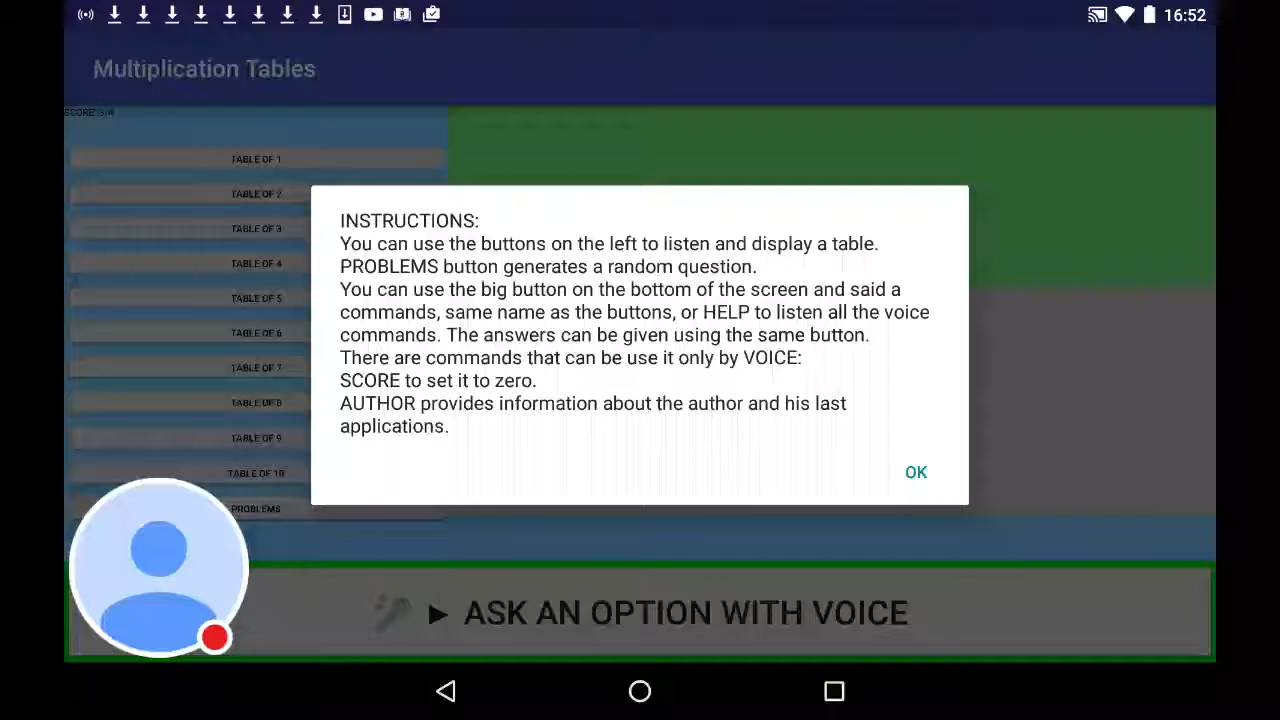 16:52
Multiplication Tables
TABLE OF 1
TABLE OF 2
TABLE OF 3
TABLE OF 4
TABLE OF 5
TABLE OF 6
TABLE OF 7
TABLE OF 8
TABLE OF 9
TABLE OF 10
PROBLEMS
INSTRUCTIONS:
You can use the buttons on the left to listen and display a table.
PROBLEMS button generates a random question.
You can use the big button on the bottom of the screen and said a
commands, same name as the buttons, or HELP to listen all the voice
commands. The answers can be given using the same button.
There are commands that can be use it only by VOICE:
SCORE to set it to zero.
AUTHOR provides information about the author and his last
applications.
OK
► ASK AN OPTION WITH VOICE